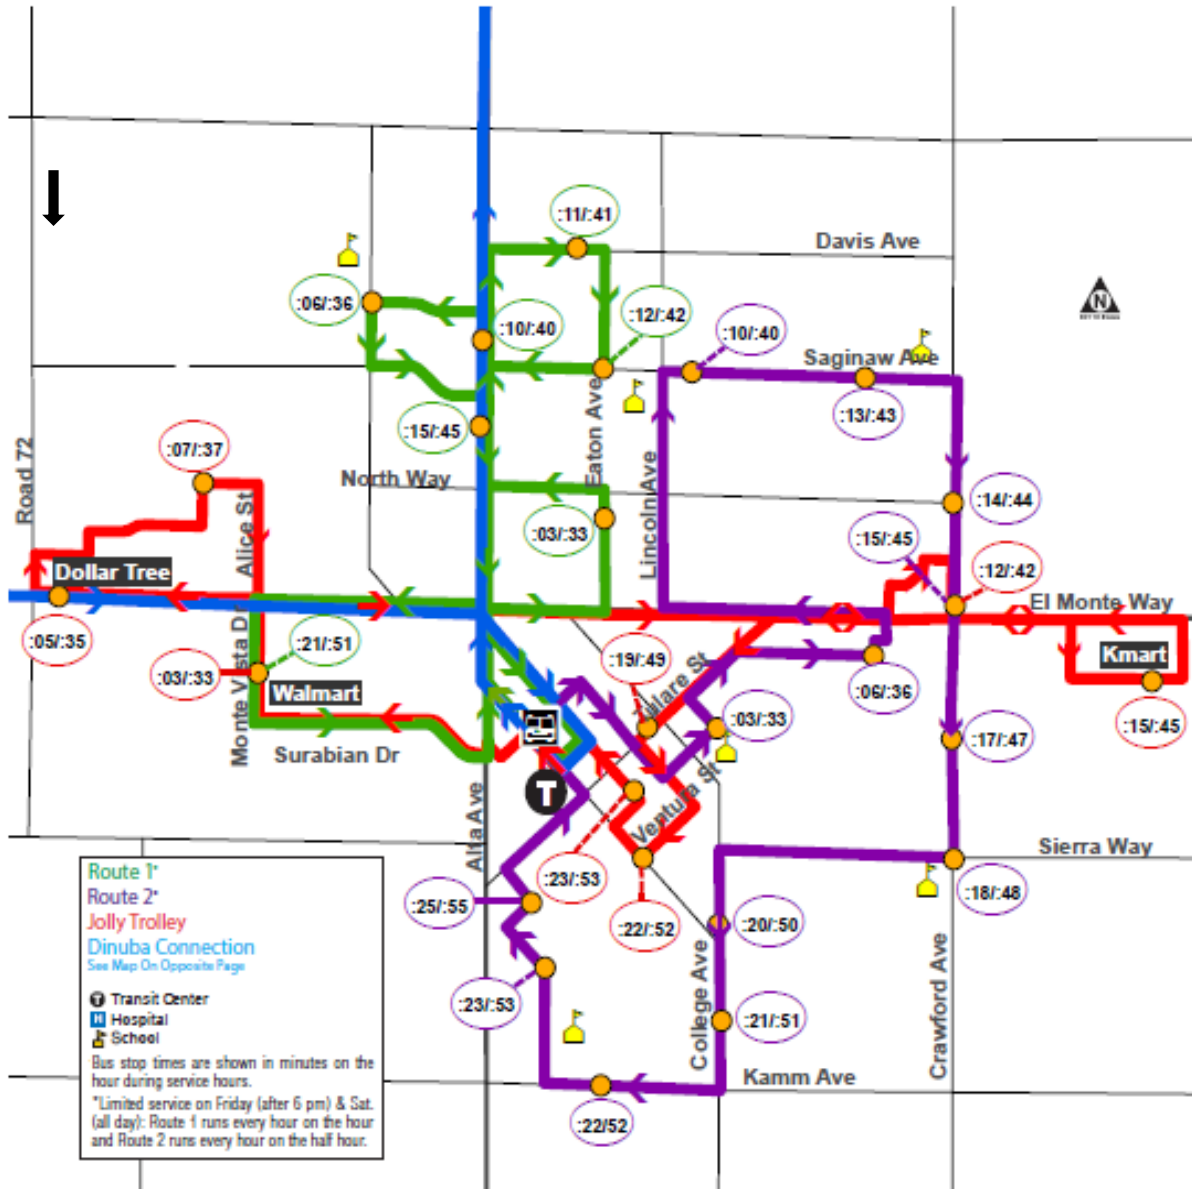 :11/:41
Davis Ave
:06/:36
:10/:40
:12/:42
:10/:40
N
Saginaw Ave
:13/:43
:07/:37
:15/:45
Eaton Ave
Road 72
North Way
Lincoln Ave
:14/:44
Alice St
:03/:33
:15/:45
:12/:42
Dollar Tree
El Monte Way
:05/:35
:21/:51
:03/:33
Monte Vista Dr
Walmart
:19/:49
Tulare St
:06/:36
Kmart
:03/:33
:15/:45
Surabian Dr
:17/:47
T
Ventura St
Alta Ave
Sierra Way
:23/:53
:18/:48
:25/:55
:22/:52
:20/:50
College Ave
Crawford Ave
:23/:53
:21/:51
Kamm Ave
:22/52
Route 1*
Route 2*
Jolly Trolley
Dinuba Connection
See Map On Opposite Page
T Transit Center
H Hospital
School
Bus stop times are shown in minutes on the
hour during service hours.
*Limited service on Friday (after 6 pm) & Sat.
(all day): Route 1 runs every hour on the hour
and Route 2 runs every hour on the half hour.